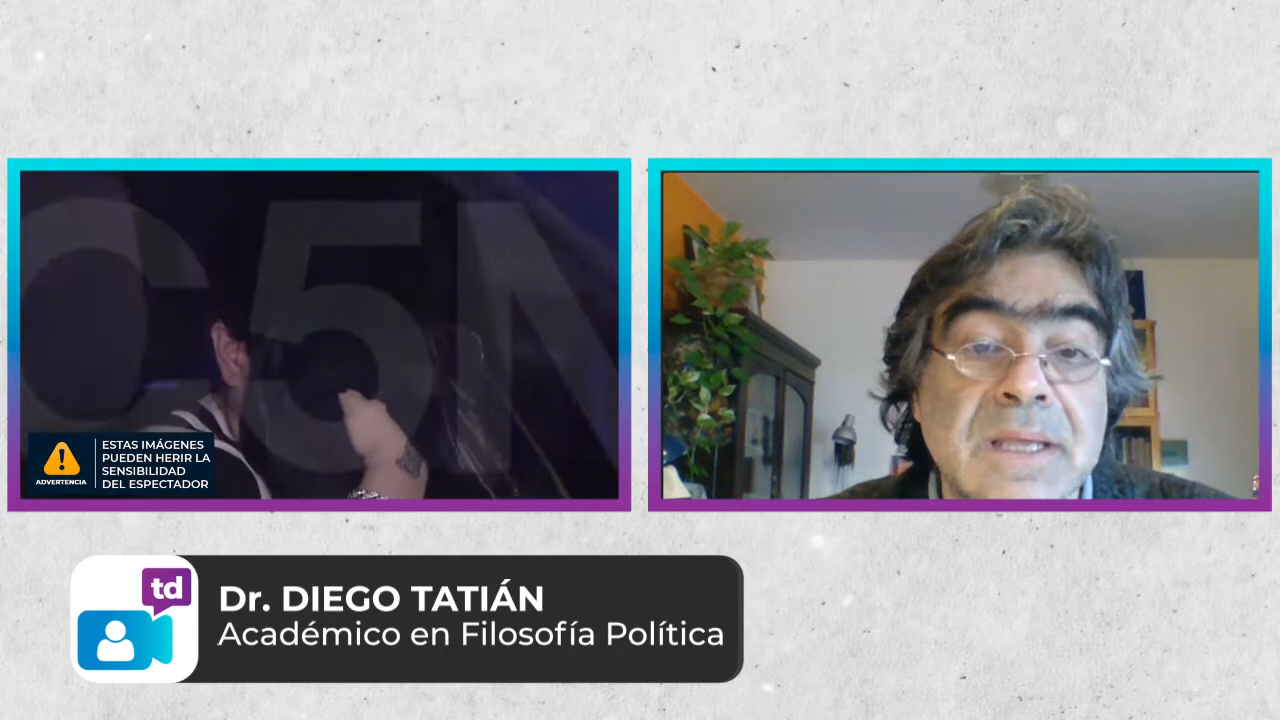 C5N
ADVERTENCIA
ESTAS IMÁGENES
PUEDEN HERIR LA
SENSIBILIDAD
DEL ESPECTADOR
td
Dr. DIEGO TATIÁN
Académico en Filosofía Política